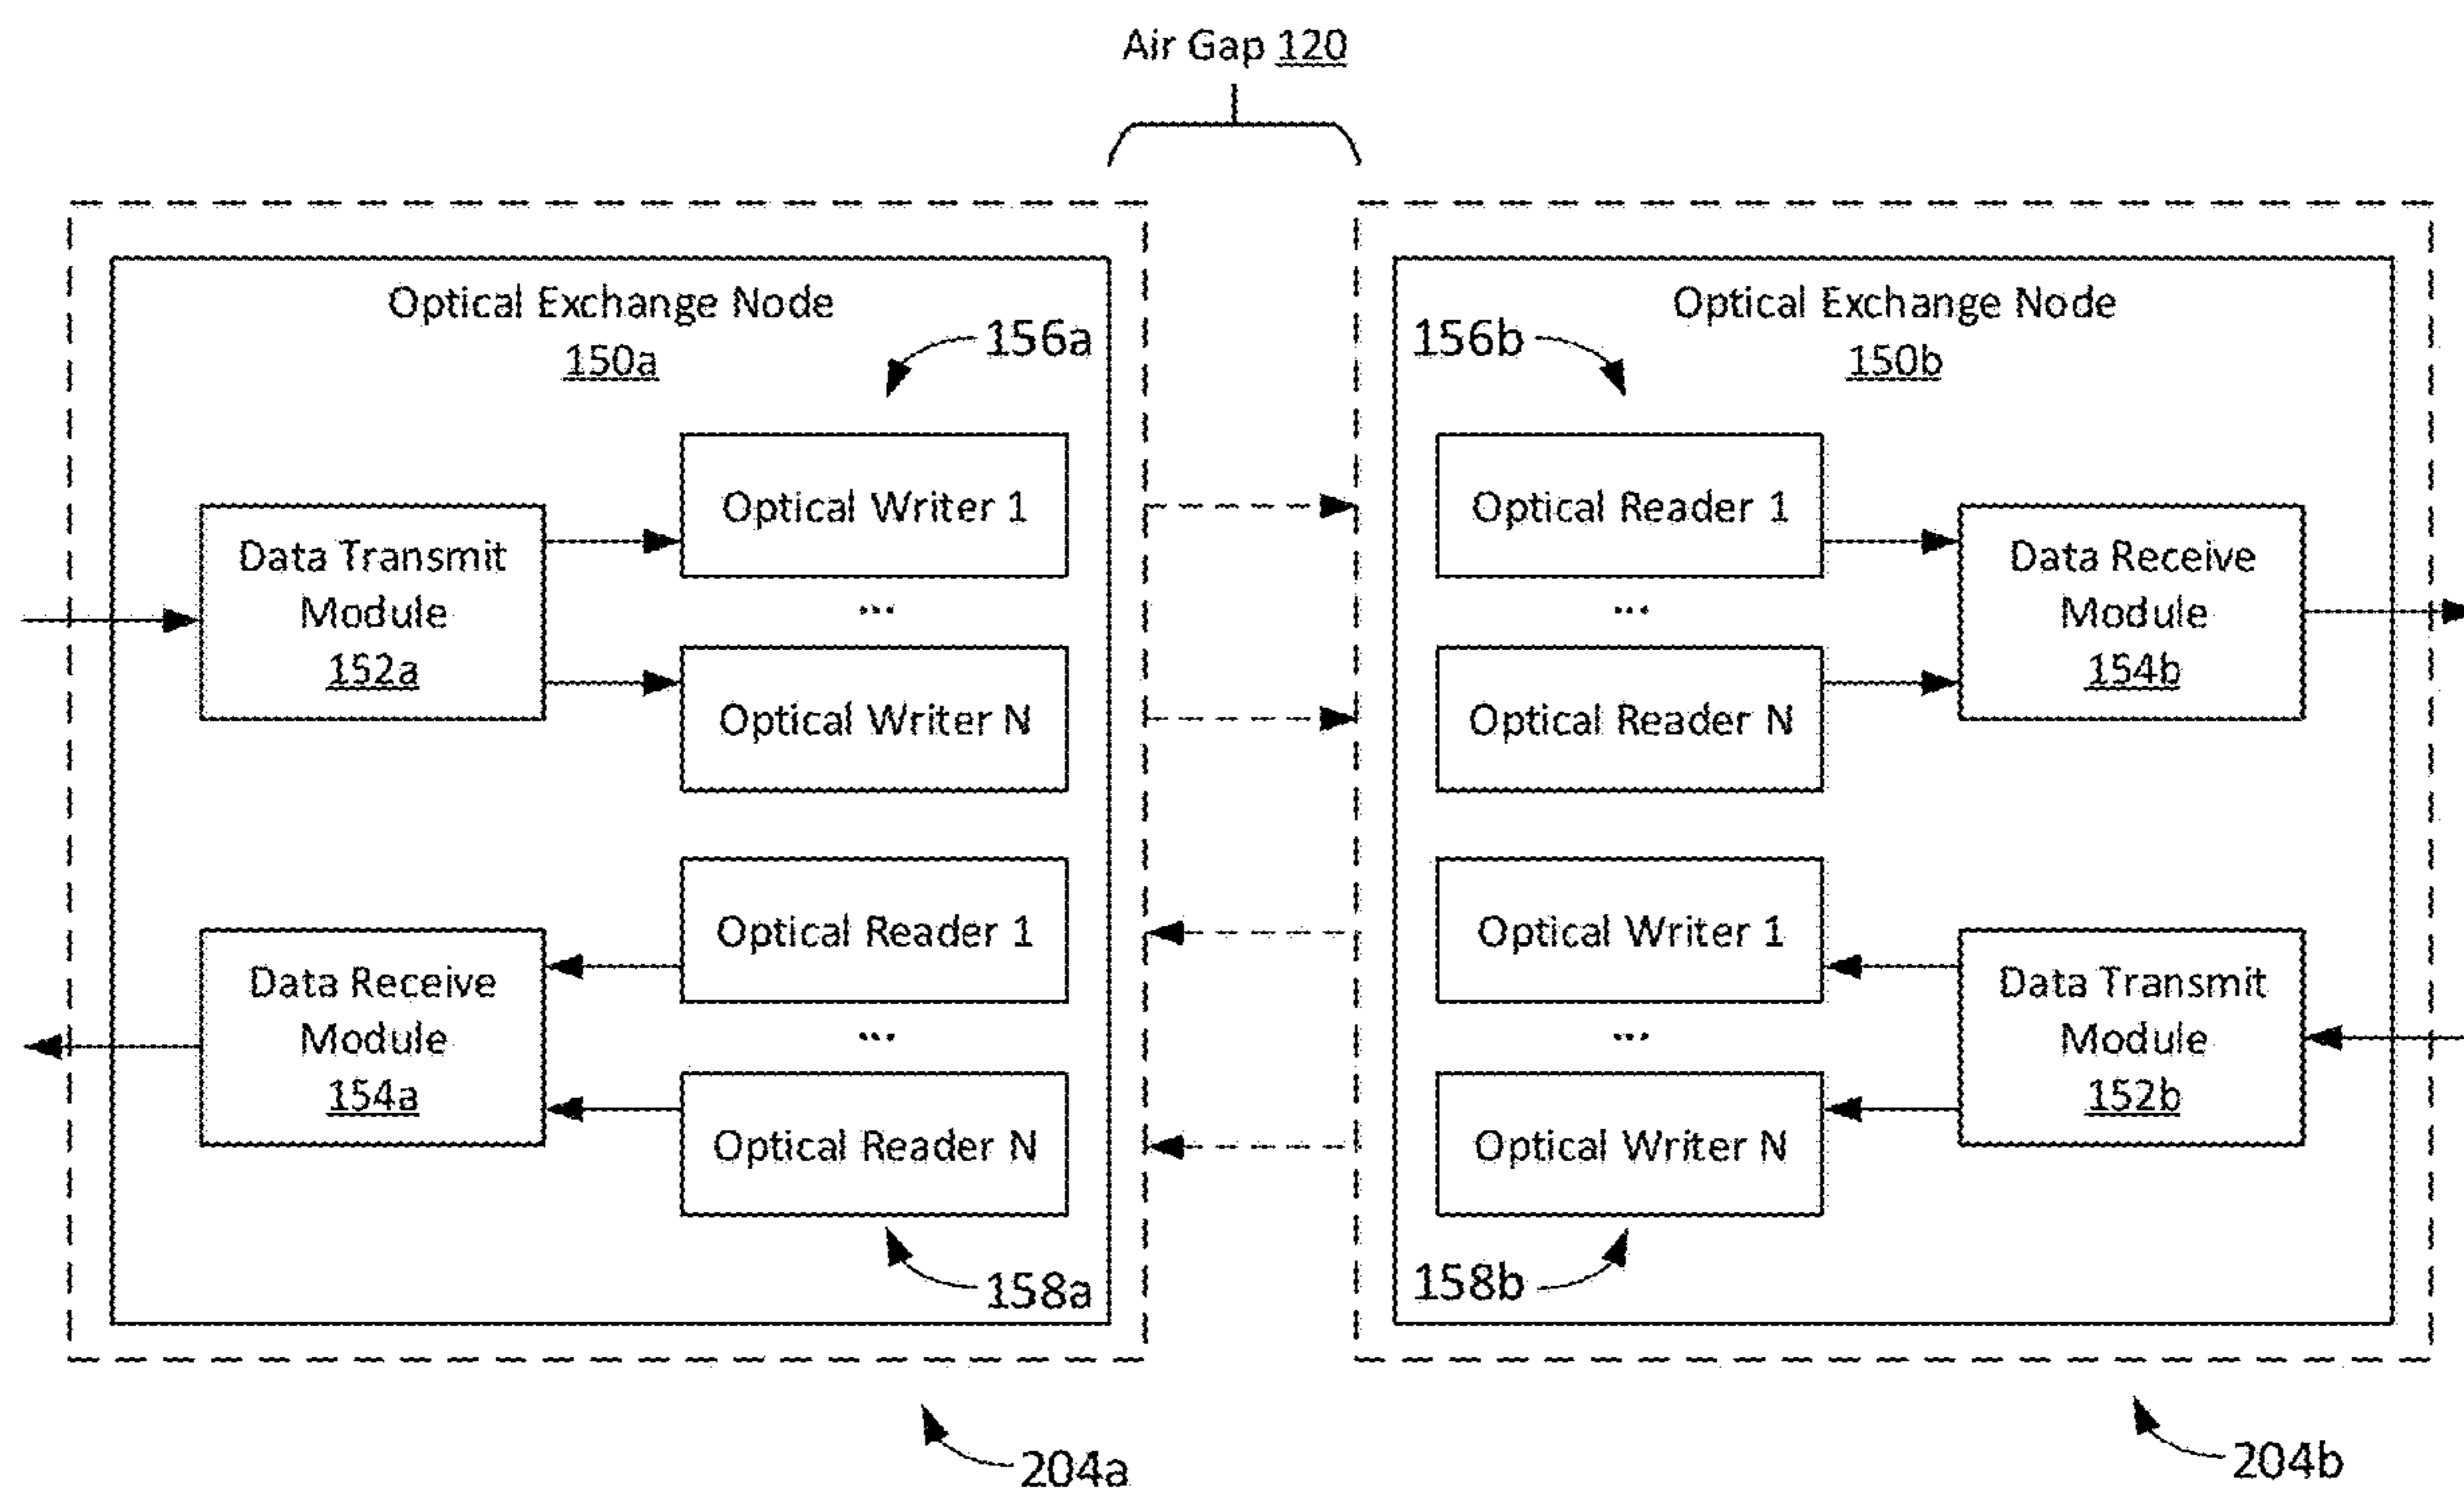 Air Gap 120
Optical Exchange Node
150a
156a
Optical Writer 1
...
Optical Writer N
Data Transmit
Module
152a
Optical Reader 1
...
Optical Reader N
Data Receive
Module
154a
158a
204a
Optical Exchange Node
150b
156b
Optical Reader 1
...
Optical Reader N
Data Receive
Module
154b
Optical Writer 1
...
Optical Writer N
Data Transmit
Module
152b
158b
204b